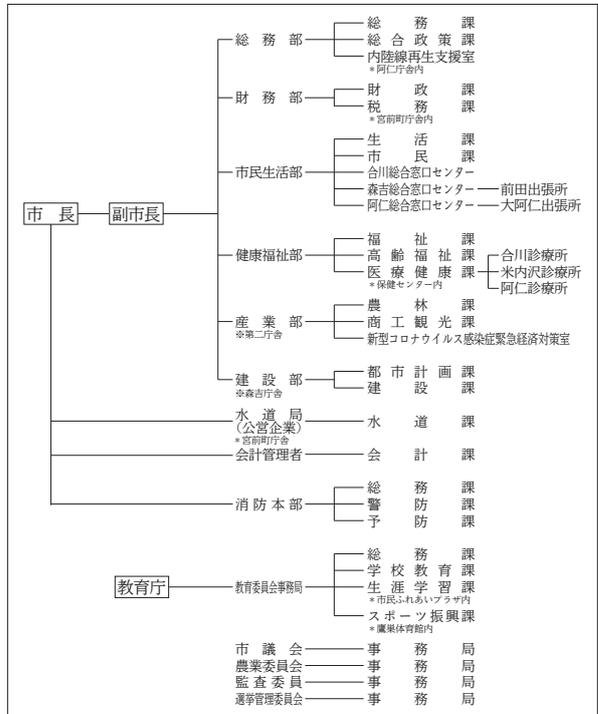 総務課
総務部 総合政策課
内陸線再生支援室
＊阿仁庁舎内
財政課
財務部
税務課
＊宮前町庁舎内
生活課
市民課
市民生活部 合川総合窓口センター
森吉総合窓口センター 前田出張所
阿仁総合窓口センター 大阿仁出張所
市長 副市長
福祉課
健康福祉部 高齢福祉課 合川診療所
医療健康課 米内沢診療所
＊保健センター内
阿仁診療所
農林課
産業部 商工観光課
※第二庁舎
新型コロナウイルス感染症緊急経済対策室
都市計画課
建設部
※森吉庁舎
建設課
水道局 水道課
（公営企業）
＊宮前町庁舎
会計管理者 会計課
総務課
消防本部 警防課
予防課
総務課
学校教育課
教育庁 教育委員会事務局 生涯学習課
＊市民ふれあいプラザ内
スポーツ振興課
＊鷹巣体育館内
市議会 事務局
農業委員会 事務局
監査委員 事務局
選挙管理委員会 事務局